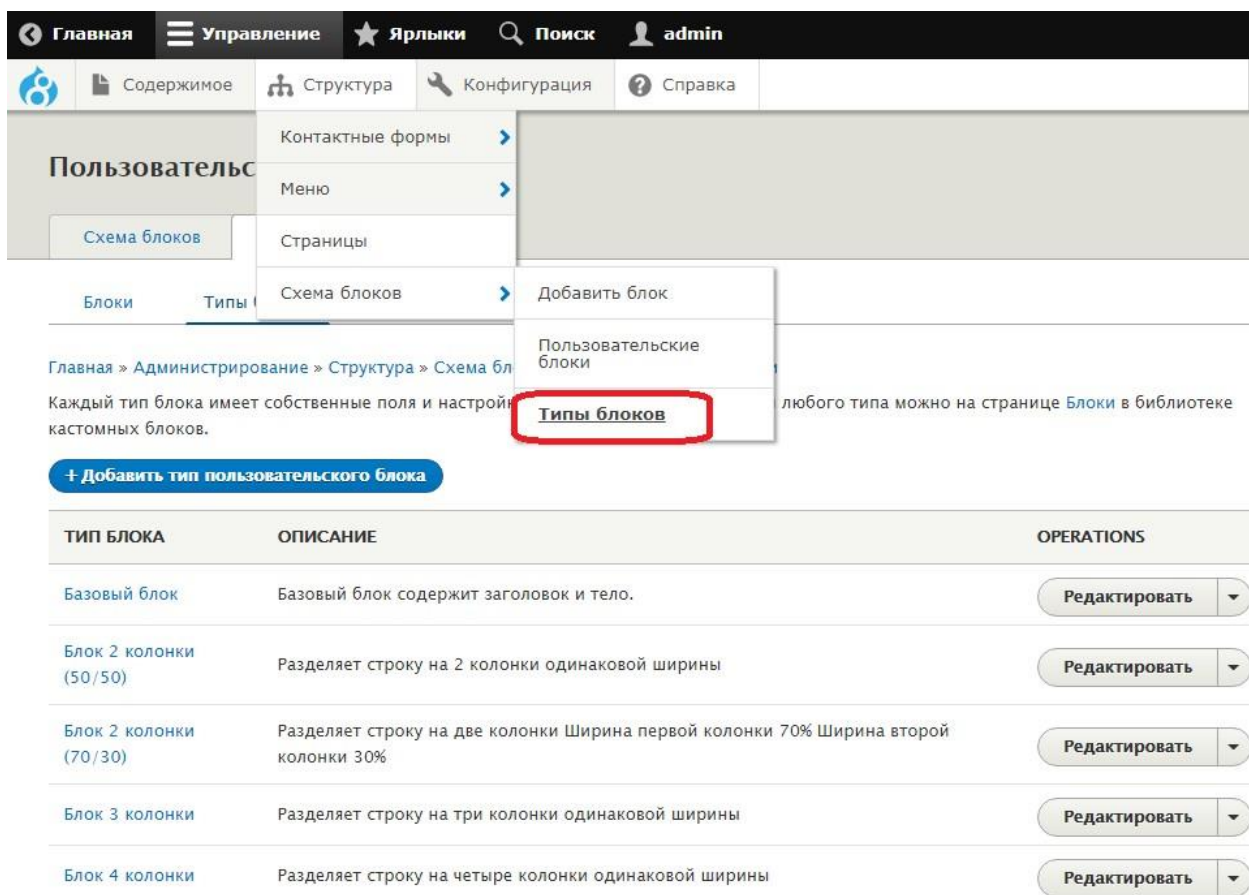 Главная Управление Ярлыки Поиск admin
Содержимое Структура Конфигурация Справка
Контактные формы
Меню
Страницы
Схема блоков
Добавить блок
Пользовательские
блоки
Типы блоков
Схема блоков
Блоки Типы
Главная » Администрирование » Структура » Схема
Каждый тип блока имеет собственные поля и любого типа можно на странице Блоки в библиотеке
кастомных блоков.
+ Добавить тип пользовательского блока
ТИП БЛОКА ОПИСАНИЕ OPERATIONS
Базовый блок Базовый блок содержит заголовок и тело. Редактировать
Блок 2 колонки
(50/50) Разделяет строку на 2 колонки одинаковой ширины Редактировать
Блок 2 колонки Разделяет строку на две колонки Ширина первой колонки 70% Ширина второй
(70/30) колонки 30% Редактировать
Блок 3 колонки Разделяет строку на три колонки одинаковой ширины Редактировать
Блок 4 колонки Разделяет строку на четыре колонки одинаковой ширины Редактировать